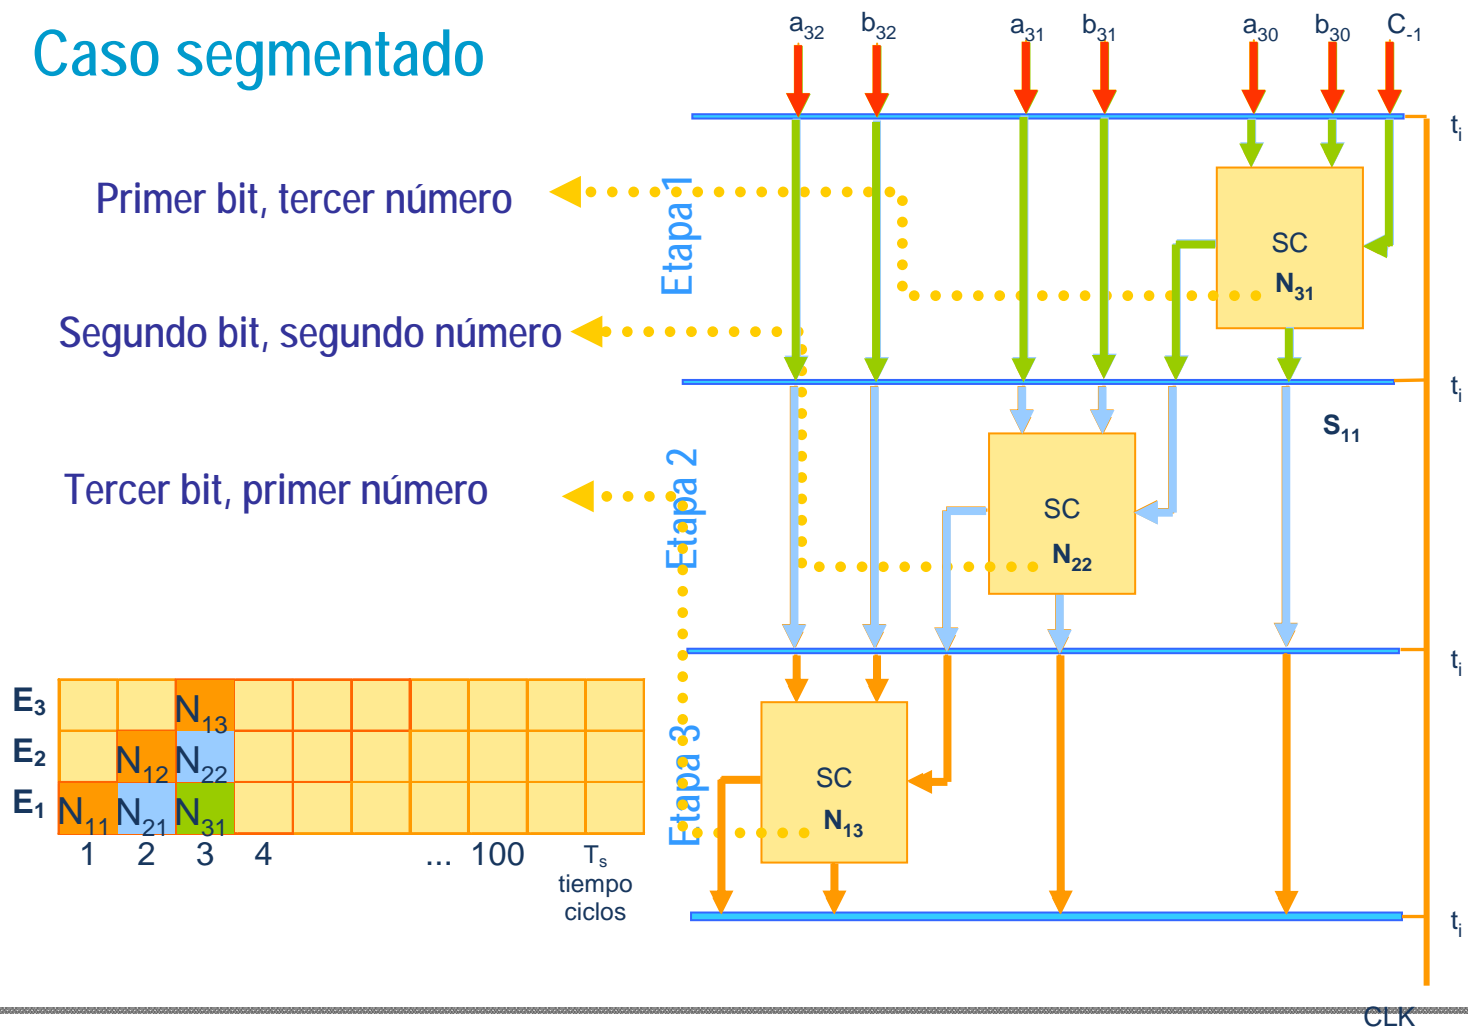 Caso segmentado
a32 b32 a31 b31 a30 b30 C-1
ti
Primer bit, tercer número
Etapa 1
SC
N31
Segundo bit, segundo número
ti
S11
Tercer bit, primer número
Etapa 2
SC
N22
ti
E3 N13
E2 N12 N22
E1 N11 N21 N31
1 2 3 4 ... 100 Ts
tiempo
ciclos
Etapa 3
SC
N13
ti
CLK